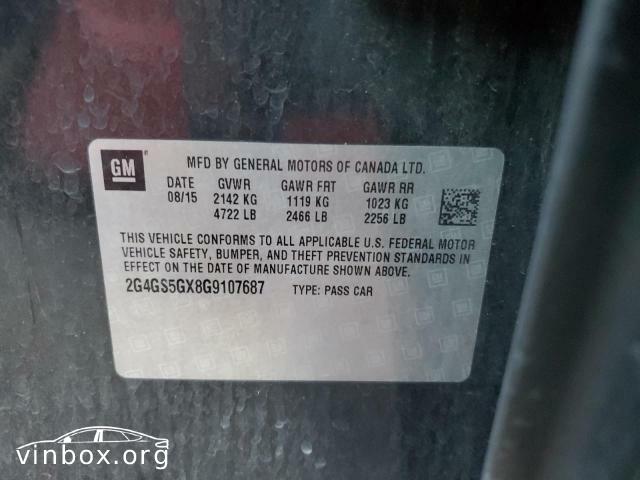 GM
MFD BY GENERAL MOTORS OF CANADA LTD.
DATE GVWR GAWR FRT GAWR RR
08/15 2142 KG 1119 KG 1023 KG
4722 LB 2466 LB 2256 LB
THIS VEHICLE CONFORMS TO ALL APPLICABLE U.S. FEDERAL MOTOR
VEHICLE SAFETY, BUMPER, AND THEFT PREVENTION STANDARDS IN
EFFECT ON THE DATE OF MANUFACTURE SHOWN ABOVE.
2G4GS5GX8G9107687 TYPE: PASS CAR
vinbox.org